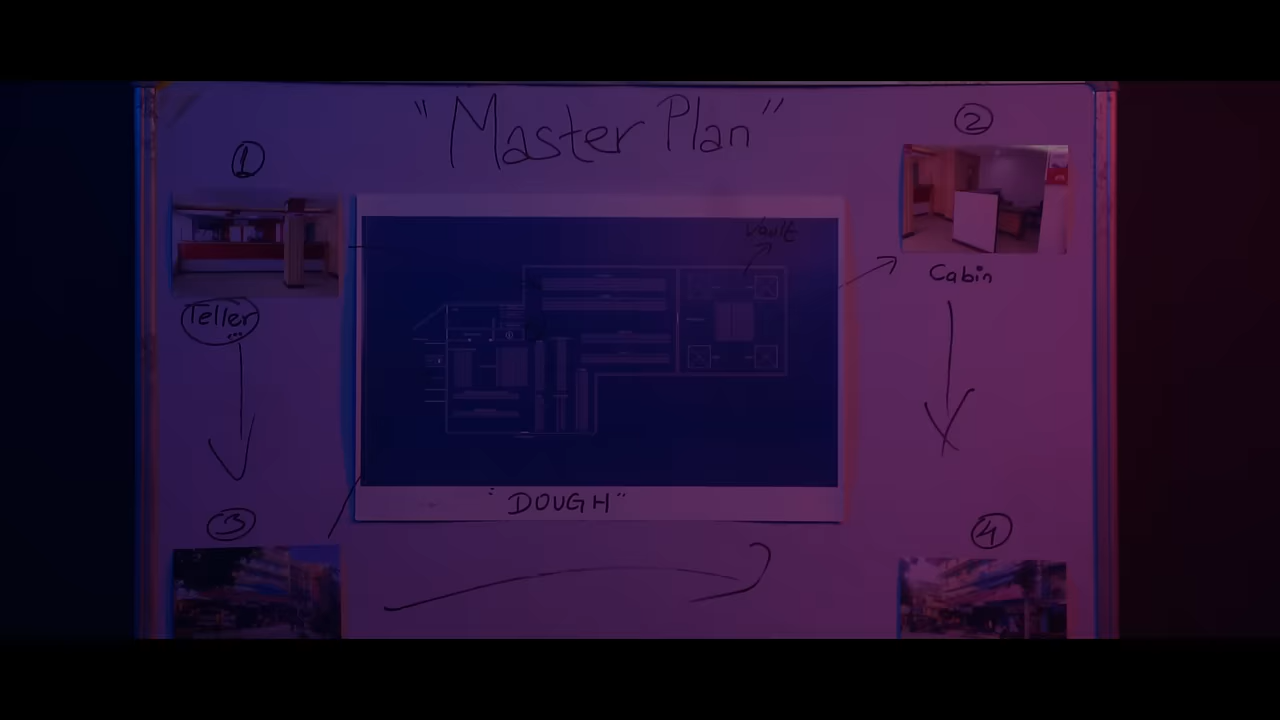 "Master Plan"
1
2
Teller
Vault
Cabin
"DOUGH"
3
4